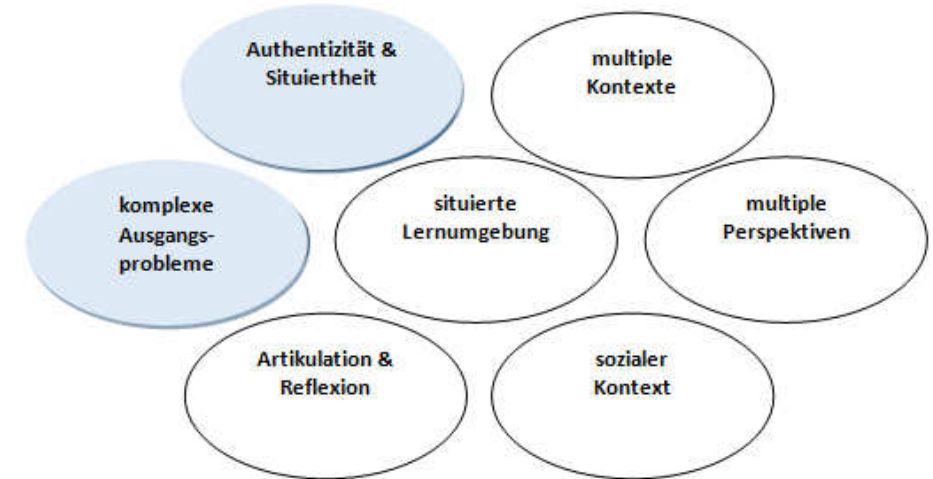 Authentizität &
Situiertheit
multiple
Kontexte
komplexe
Ausgangs-
probleme
situierte
Lernumgebung
multiple
Perspektiven
Artikulation &
Reflexion
sozialer
Kontext